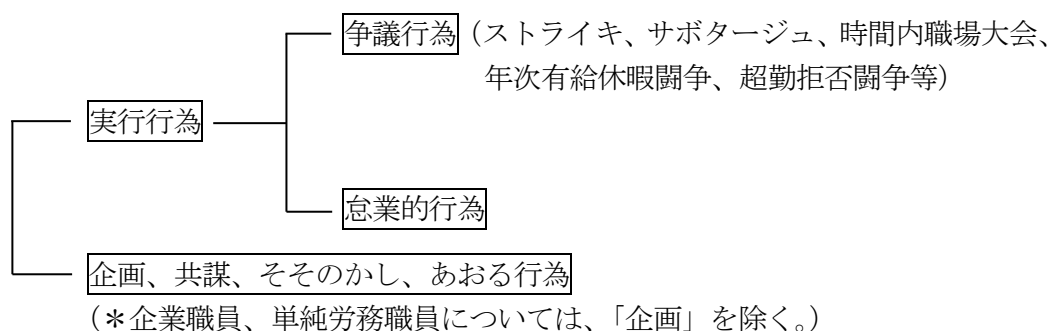 争議行為（ストライキ、サボタージュ、時間内職場大会、
年次有給休暇闘争、超勤拒否闘争等）
実行行為
怠業的行為
企画、共謀、そそのかし、あおる行為
（＊企業職員、単純労務職員については、「企画」を除く。）